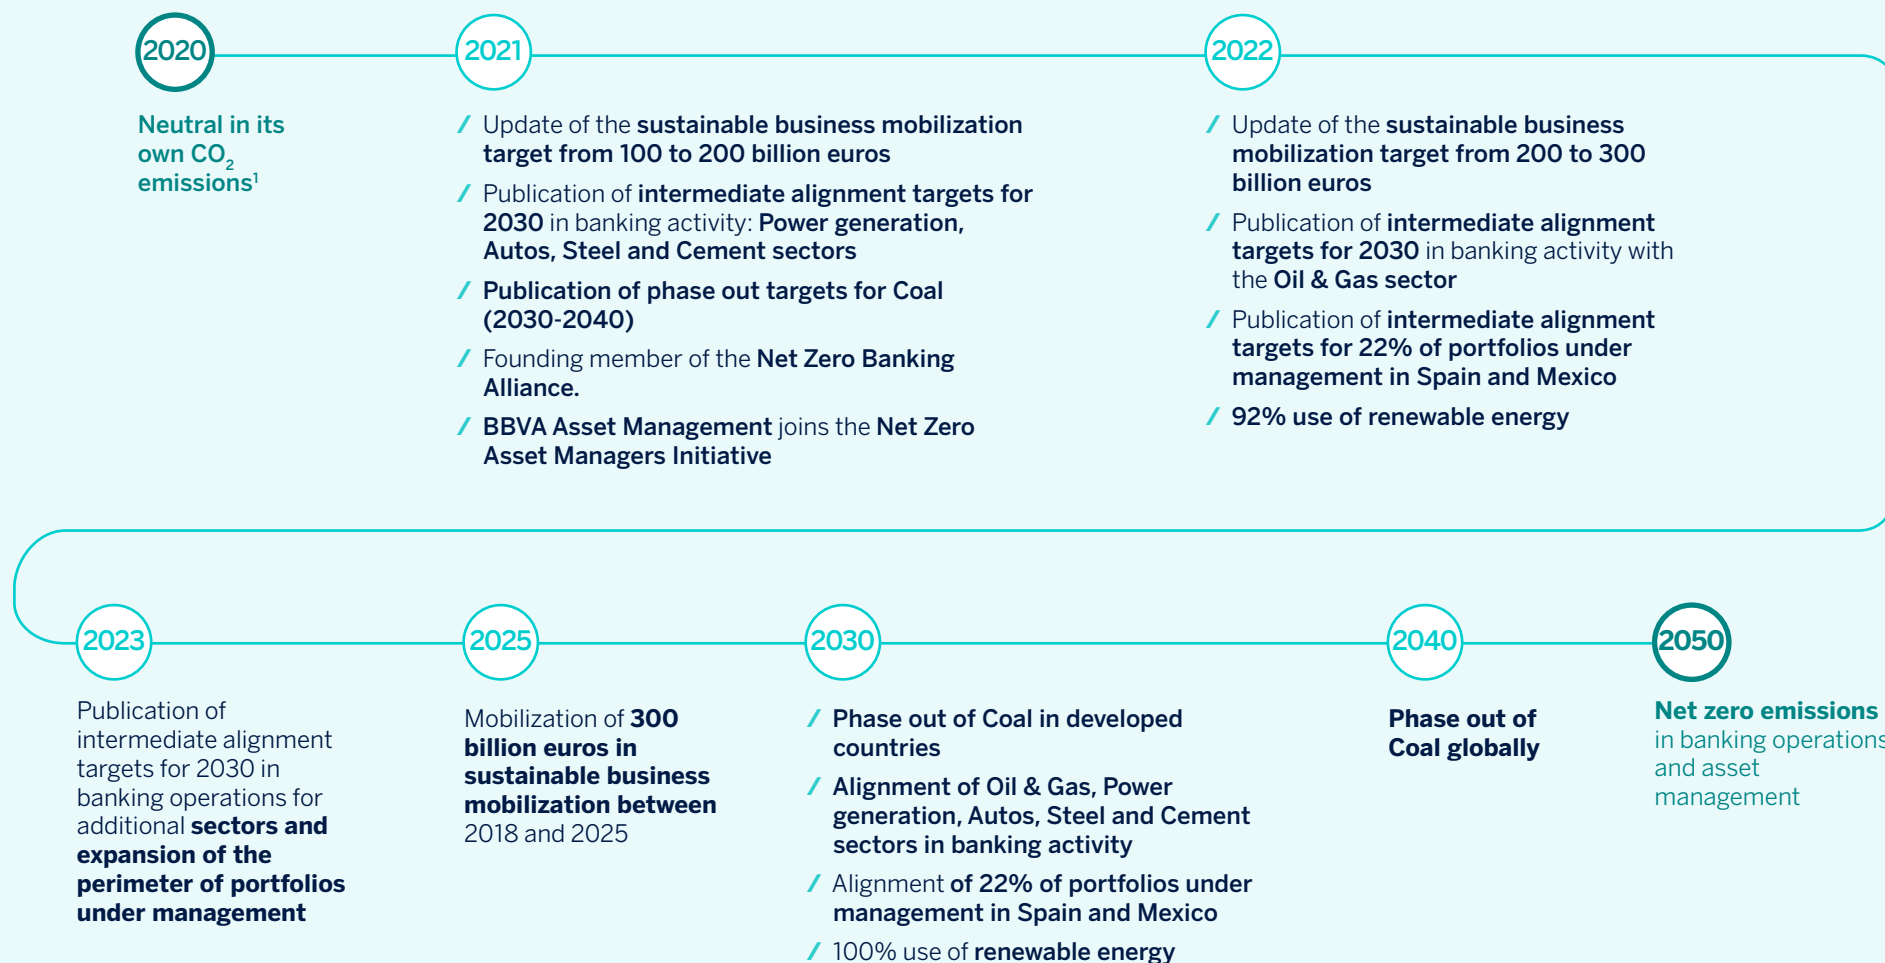 2020
Neutral in its
own CO2
emissions1
2021
/ Update of the sustainable business mobilization
target from 100 to 200 billion euros
/ Publication of intermediate alignment targets for
2030 in banking activity: Power generation,
Autos, Steel and Cement sectors
/ Publication of phase out targets for Coal
(2030-2040)
/ Founding member of the Net Zero Banking
Alliance.
/ BBVA Asset Management joins the Net Zero
Asset Managers Initiative
2022
/ Update of the sustainable business
mobilization target from 200 to 300
billion euros
/ Publication of intermediate alignment
targets for 2030 in banking activity with
the Oil & Gas sector
/ Publication of intermediate alignment
targets for 22% of portfolios under
management in Spain and Mexico
/ 92% use of renewable energy
2023
Publication of
intermediate alignment
targets for 2030 in
banking operations for
additional sectors and
expansion of the
perimeter of portfolios
under management
2025
Mobilization of 300
billion euros in
sustainable business
mobilization between
2018 and 2025
2030
/ Phase out of Coal in developed
countries
/ Alignment of Oil & Gas, Power
generation, Autos, Steel and Cement
sectors in banking activity
/ Alignment of 22% of portfolios under
management in Spain and Mexico
/ 100% use of renewable energy
2040
Phase out of
Coal globally
2050
Net zero emissions
in banking operations
and asset
management